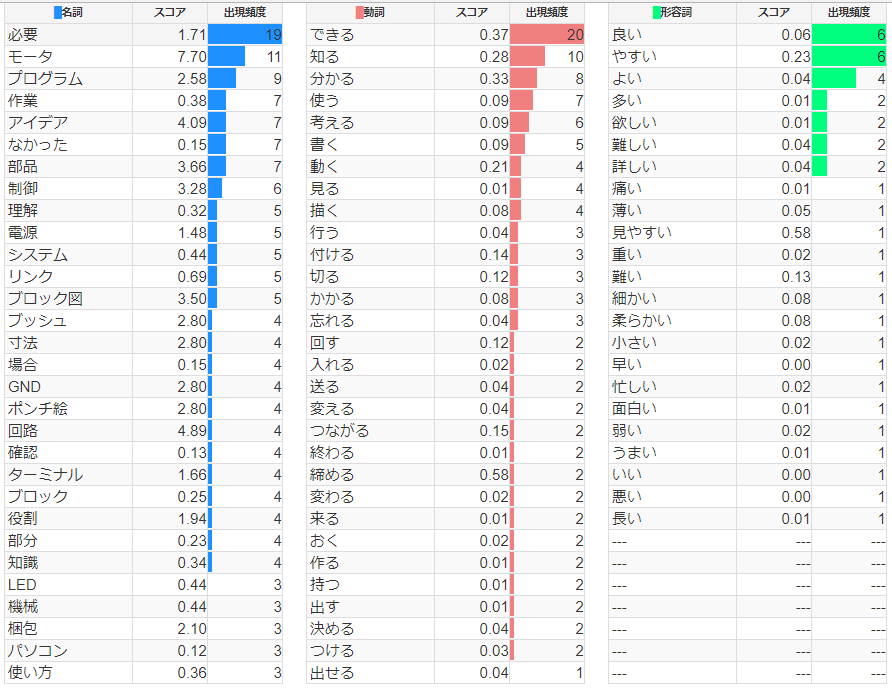 名詞 スコア 出現頻度 動詞 スコア 出現頻度 形容詞 スコア 出現頻度
必要 1.71 19 できる 0.37 20 良い 0.06 6
モータ 7.70 11 知る 0.28 10 やすい 0.23 6
プログラム 2.58 9 分かる 0.33 8 よい 0.04 4
作業 0.38 7 使う 0.09 7 多い 0.01 2
アイデア 4.09 7 考える 0.09 6 欲しい 0.01 2
なかった 0.15 7 書く 0.09 5 難しい 0.04 2
部品 3.66 7 動く 0.21 4 詳しい 0.04 2
制御 3.28 6 見る 0.01 4 痛い 0.01 1
理解 0.32 5 描く 0.08 4 薄い 0.05 1
電源 1.48 5 行う 0.04 3 見やすい 0.58 1
システム 0.44 5 付ける 0.14 3 重い 0.02 1
リンク 0.69 5 切る 0.12 3 難い 0.13 1
ブロック図 3.50 5 かかる 0.08 3 細かい 0.08 1
ブッシュ 2.80 4 忘れる 0.04 3 柔らかい 0.08 1
寸法 2.80 4 回す 0.12 2 小さい 0.02 1
場合 0.15 4 入れる 0.02 2 早い 0.00 1
GND 2.80 4 送る 0.04 2 忙しい 0.02 1
ポンチ絵 2.80 4 変える 0.04 2 面白い 0.01 1
回路 4.89 4 つながる 0.15 2 弱い 0.02 1
確認 0.13 4 終わる 0.01 2 うまい 0.01 1
ターミナル 1.66 4 締める 0.58 2 いい 0.00 1
ブロック 0.25 4 変わる 0.02 2 悪い 0.00 1
役割 1.94 4 来る 0.01 2 長い 0.01 1
部分 0.23 4 おく 0.02 2 --- --- ---
知識 0.34 4 作る 0.01 2 --- --- ---
LED 0.44 3 持つ 0.01 2 --- --- ---
機械 0.44 3 出す 0.01 2 --- --- ---
梱包 2.10 3 決める 0.04 2 --- --- ---
パソコン 0.12 3 つける 0.03 2 --- --- ---
使い方 0.36 3 出せる 0.04 1 --- --- ---